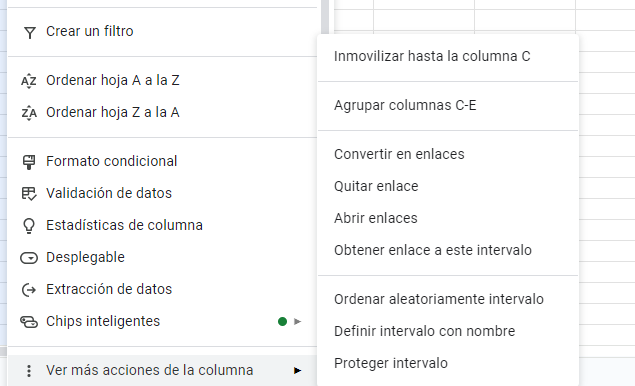 Crear un filtro
Ordenar hoja A a la Z
Ordenar hoja Z a la A
Formato condicional
Validación de datos
Estadísticas de columna
Desplegable
Extracción de datos
Chips inteligentes
Ver más acciones de la columna
Inmovilizar hasta la columna C
Agrupar columnas C-E
Convertir en enlaces
Quitar enlace
Abrir enlaces
Obtener enlace a este intervalo
Ordenar aleatoriamente intervalo
Definir intervalo con nombre
Proteger intervalo